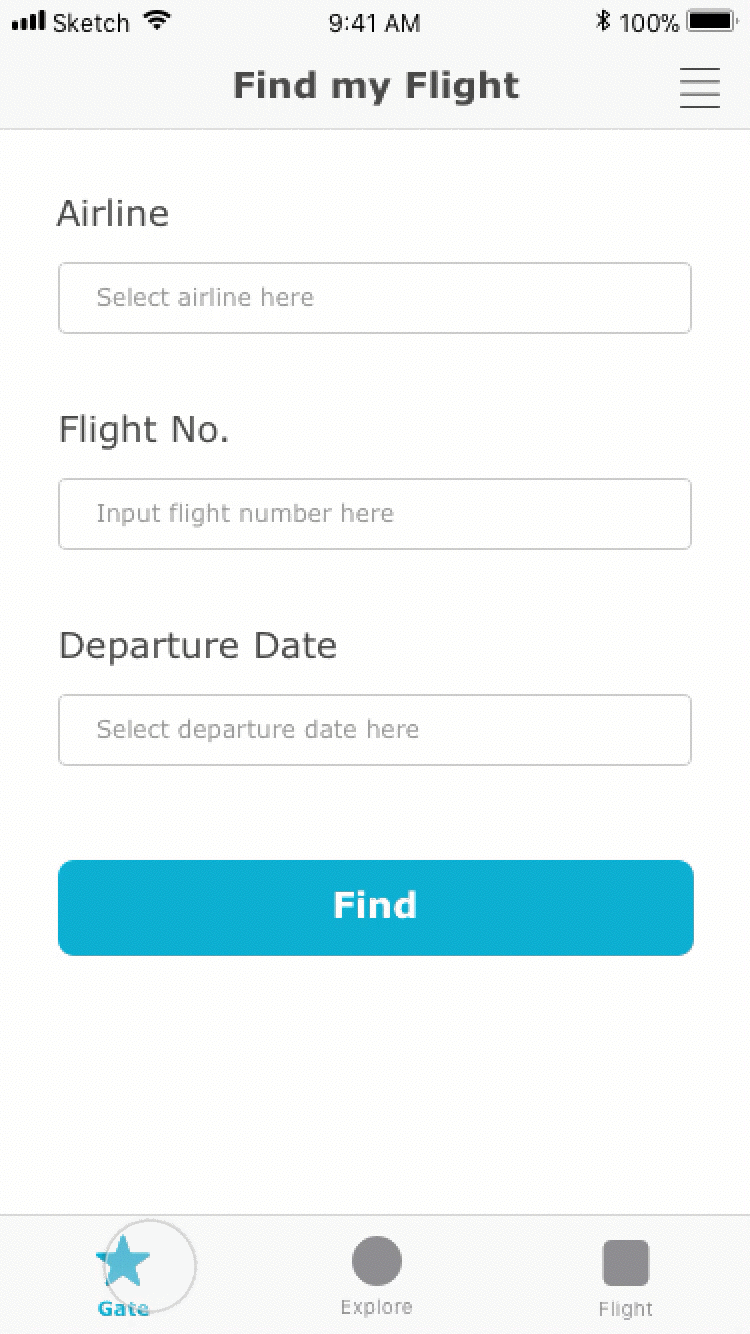 Sketch 9:41 AM 100%
Find my Flight
Airline
Select airline here
Flight No.
Input flight number here
Departure Date
Select departure date here
Find
Gate Explore Flight